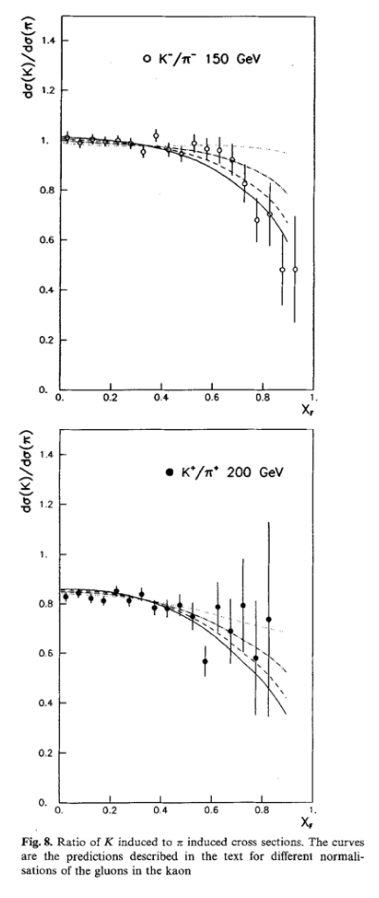 dσ(K)/dσ(π)
○ K⁻/π⁻ 150 GeV
1.4
1.2
1.
0.8
0.6
0.4
0.2
0.
0. 0.2 0.4 0.6 0.8 1.
X_F
dσ(K)/dσ(π)
● K⁺/π⁺ 200 GeV
1.4
1.2
1.
0.8
0.6
0.4
0.2
0.
0. 0.2 0.4 0.6 0.8 1.
X_F
Fig. 8. Ratio of K induced to π induced cross sections. The curves
are the predictions described in the text for different normali-
sations of the gluons in the kaon